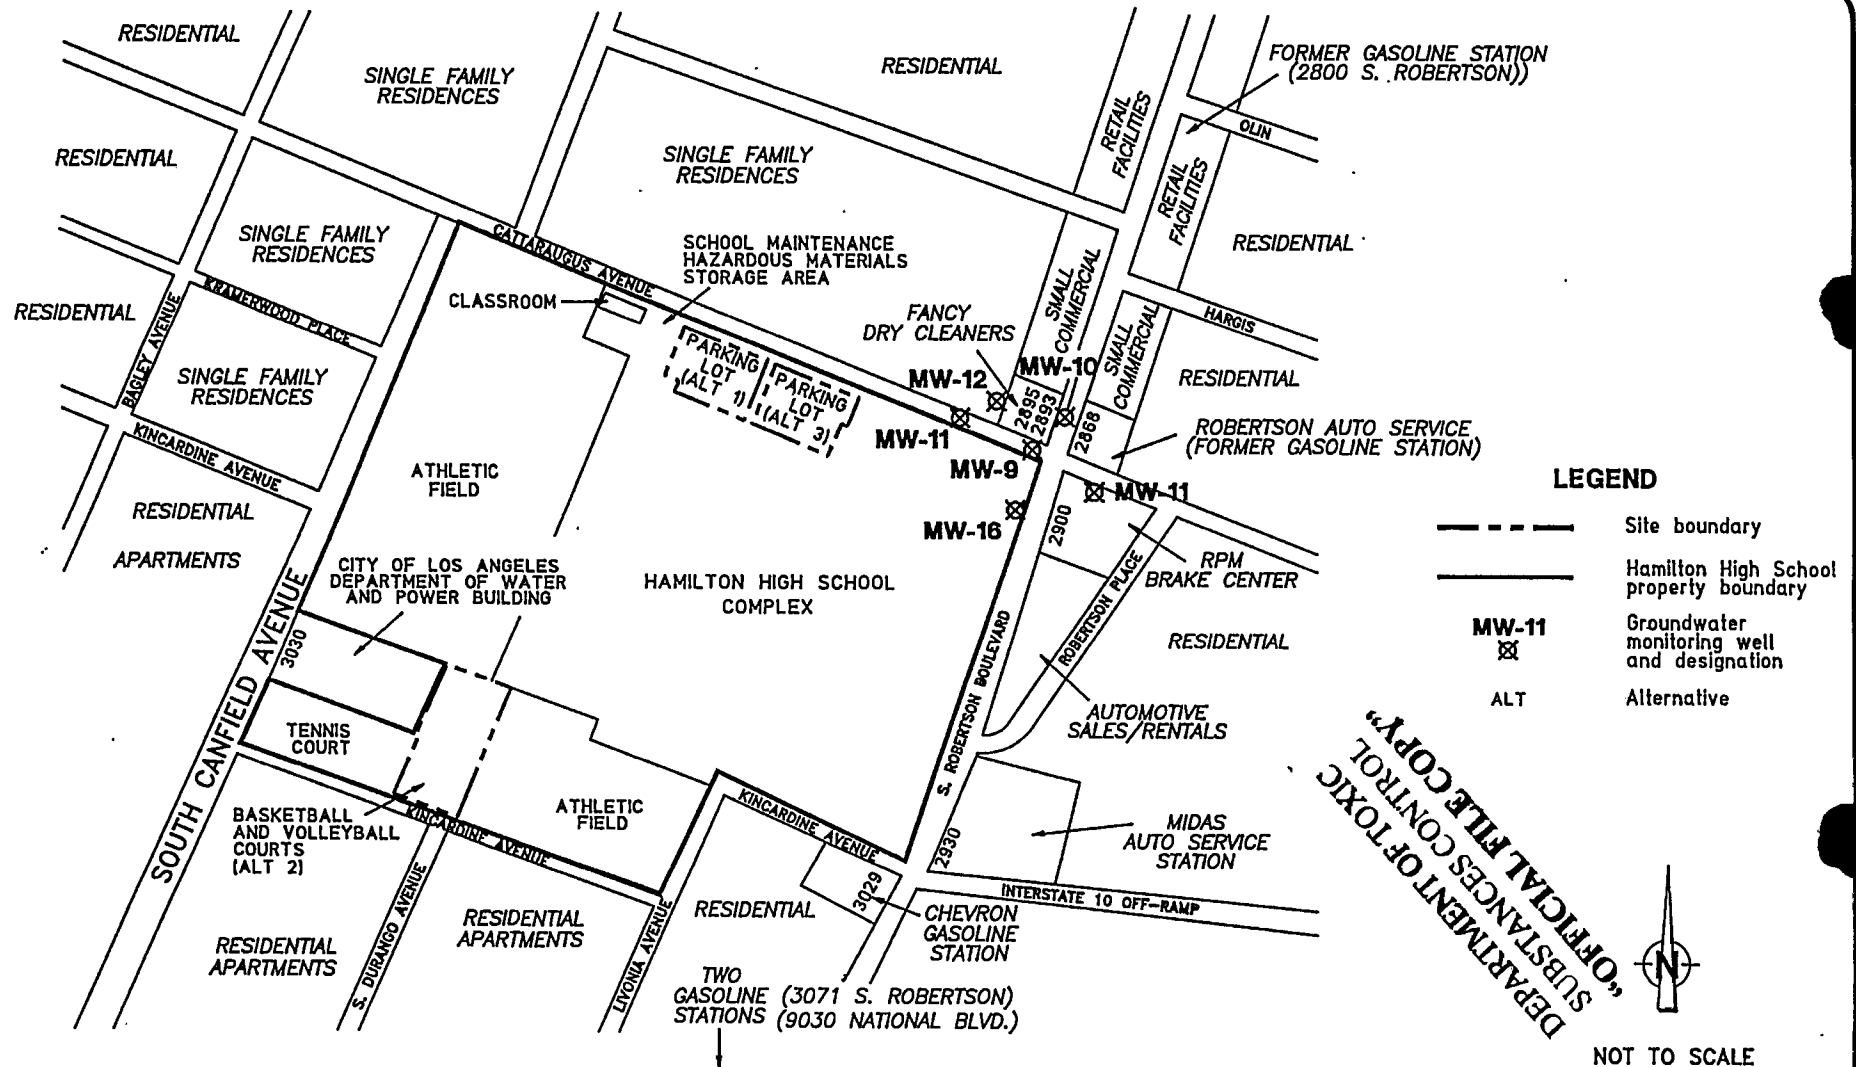 RESIDENTIAL
SINGLE FAMILY
RESIDENCES
RESIDENTIAL
FORMER GASOLINE STATION
(2800 S. ROBERTSON))
RETAIL
FACILITIES
OLIN
RESIDENTIAL
SINGLE FAMILY
RESIDENCES
RETAIL
FACILITIES
RESIDENTIAL
SINGLE FAMILY
RESIDENCES
CATTARAUGUS AVENUE
SCHOOL MAINTENANCE
HAZARDOUS MATERIALS
STORAGE AREA
CLASSROOM
RESIDENTIAL
BAGLEY AVENUE
KRAMERWOOD PLACE
SMALL
COMMERCIAL
HARGIS
FANCY
DRY CLEANERS
SMALL
COMMERCIAL
PARKING
LOT
(ALT 1)
PARKING
LOT
(ALT 3)
MW-12
MW-10
RESIDENTIAL
SINGLE FAMILY
RESIDENCES
2895
2893
2868
ROBERTSON AUTO SERVICE
(FORMER GASOLINE STATION)
MW-11
MW-9
KINCARDINE AVENUE
ATHLETIC
FIELD
MW-11
MW-16
2900
RESIDENTIAL
APARTMENTS
LEGEND
Site boundary
Hamilton High School
property boundary
MW-11
Groundwater
monitoring well
and designation
ALT
Alternative
CITY OF LOS ANGELES
DEPARTMENT OF WATER
AND POWER BUILDING
HAMILTON HIGH SCHOOL
COMPLEX
RPM
BRAKE CENTER
ROBERTSON PLACE
RESIDENTIAL
3030
SOUTH CANFIELD AVENUE
S. ROBERTSON BOULEVARD
AUTOMOTIVE
SALES/RENTALS
TENNIS
COURT
BASKETBALL
AND VOLLEYBALL
COURTS
(ALT 2)
KINCARDINE AVENUE
ATHLETIC
FIELD
KINCARDINE AVENUE
2930
MIDAS
AUTO SERVICE
STATION
INTERSTATE 10 OFF-RAMP
3029
RESIDENTIAL
CHEVRON
GASOLINE
STATION
RESIDENTIAL
APARTMENTS
S. DURANGO AVENUE
RESIDENTIAL
APARTMENTS
LIVONIA AVENUE
TWO
GASOLINE (3071 S. ROBERTSON)
STATIONS (9030 NATIONAL BLVD.)
DEPARTMENT OF TOXIC
SUBSTANCES CONTROL
"OFFICIAL FILE COPY"
N
NOT TO SCALE